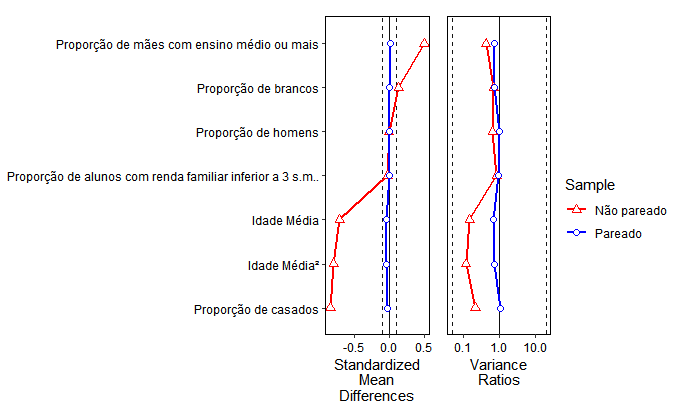 Proporção de mães com ensino médio ou mais
Proporção de brancos
Proporção de homens
Proporção de alunos com renda familiar inferior a 3 s.m..
Idade Média
Idade Média²
Proporção de casados
-0.5 0.0 0.5
Standardized
Mean
Differences
0.1 1.0 10.0
Variance
Ratios
Sample
Não pareado
Pareado